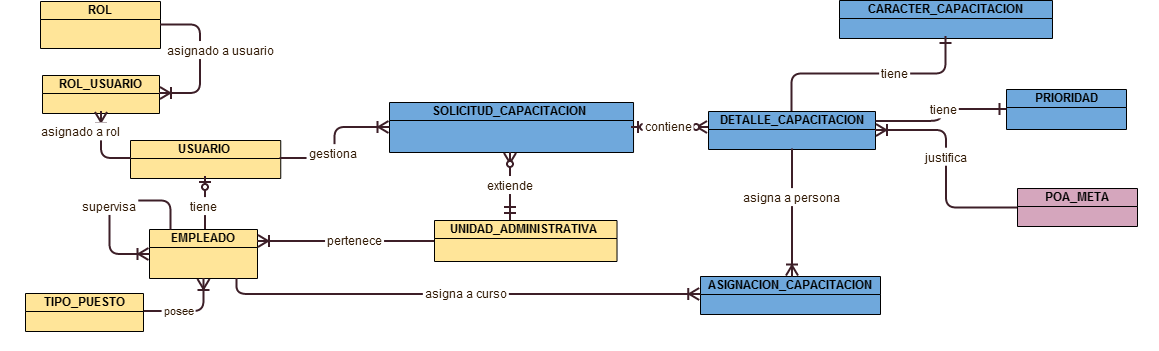 ROL
CARACTER_CAPACITACION
asignado a usuario
tiene
ROL_USUARIO
PRIORIDAD
tiene
SOLICITUD_CAPACITACION
DETALLE_CAPACITACION
asignado a rol
contiene
USUARIO
gestiona
justifica
extiende
POA_META
asigna a persona
supervisa
tiene
EMPLEADO
pertenece
UNIDAD_ADMINISTRATIVA
ASIGNACION_CAPACITACION
asigna a curso
TIPO_PUESTO
posee